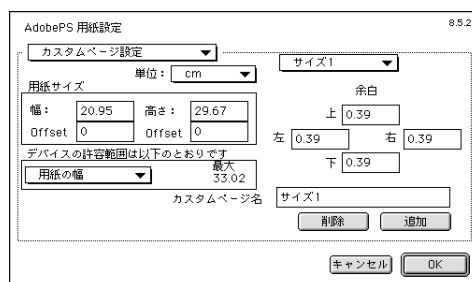 AdobePS 用紙設定
8.5.2
カスタムページ設定
サイズ1
単位： cm
用紙サイズ
幅： 20.95 高さ： 29.67
Offset 0 Offset 0
余白
上 0.39
左 0.39 右 0.39
下 0.39
デバイスの許容範囲は以下のとおりです
用紙の幅
最大
33.02
カスタムページ名 サイズ1
削除 追加
キャンセル OK